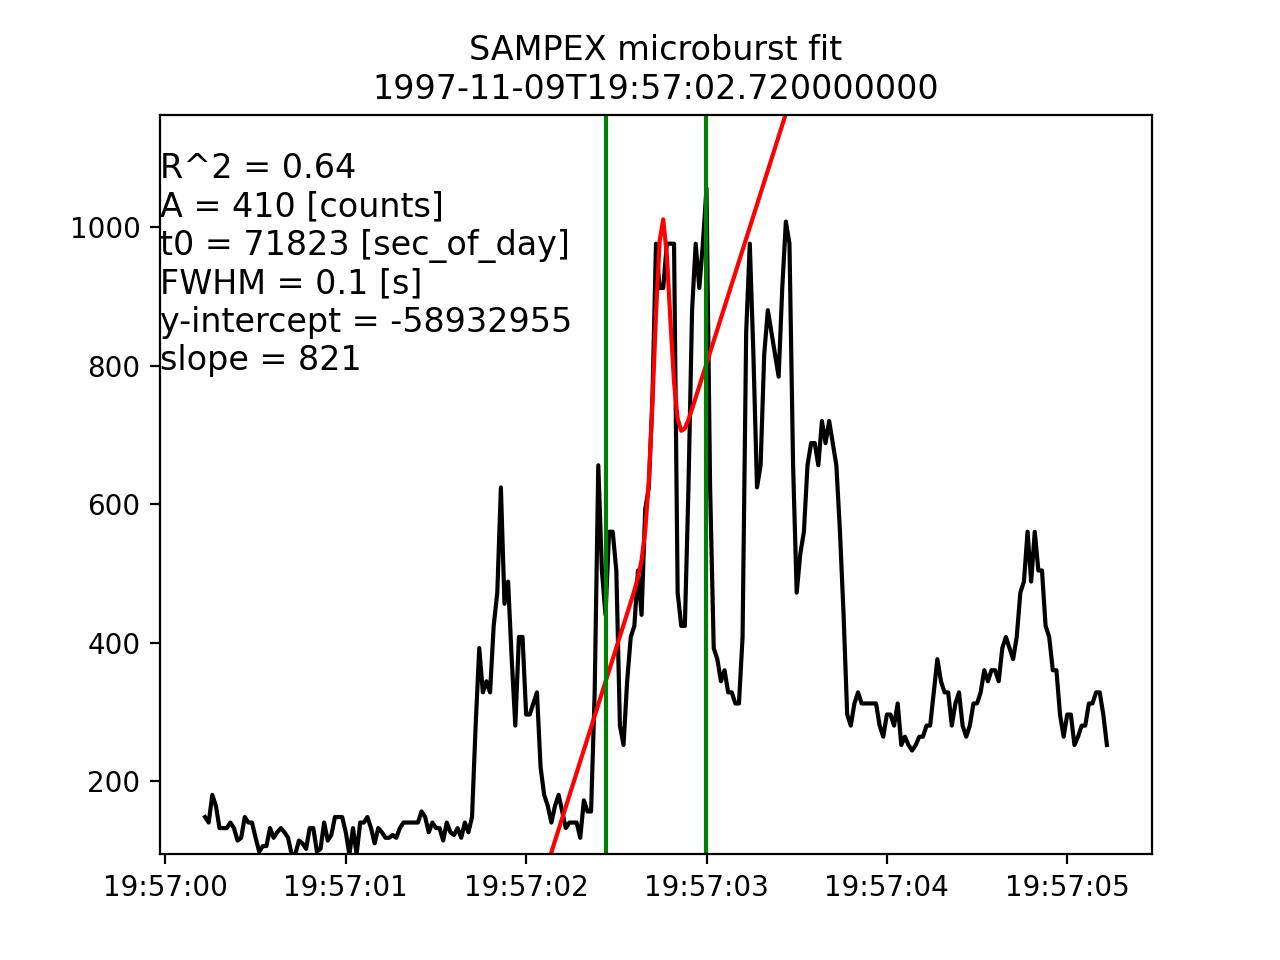 SAMPEX microburst fit
1997-11-09T19:57:02.720000000
R^2 = 0.64
A = 410 [counts]
t0 = 71823 [sec_of_day]
FWHM = 0.1 [s]
y-intercept = -58932955
slope = 821
1000
800
600
400
200
19:57:00 19:57:01 19:57:02 19:57:03 19:57:04 19:57:05